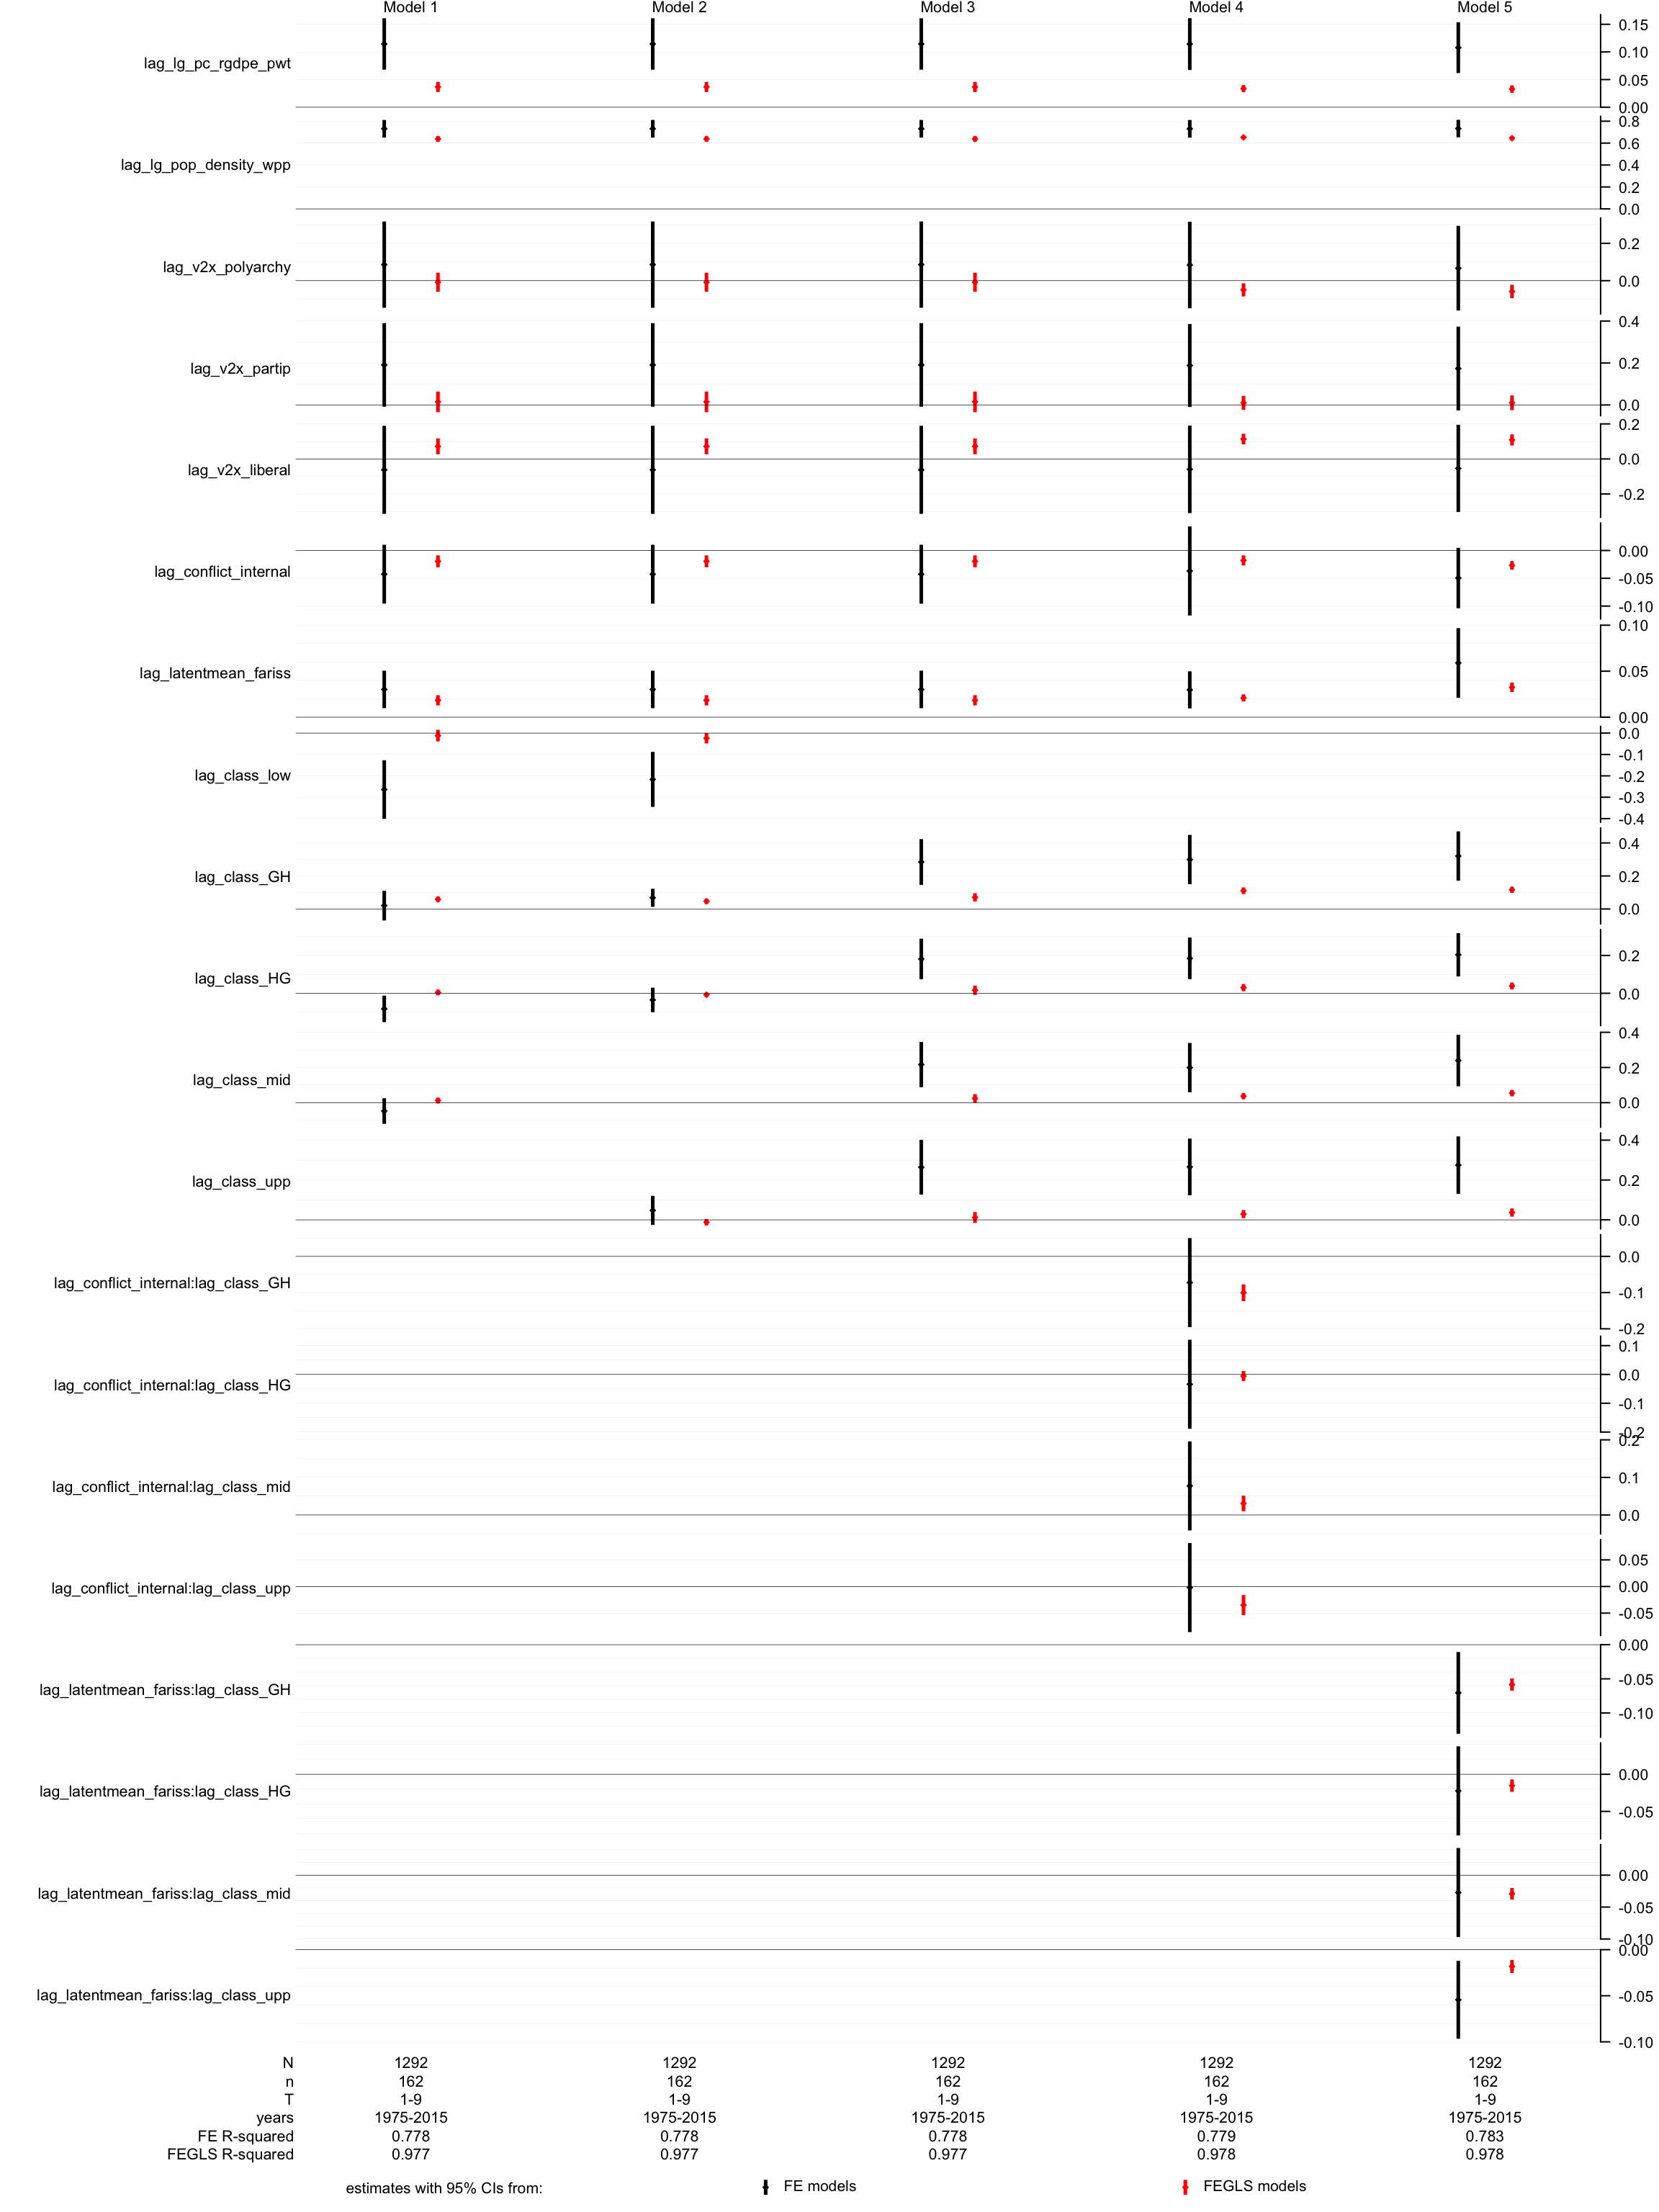 Model 1 Model 2 Model 3 Model 4 Model 5
lag_lg_pc_rgdpe_pwt
0.15
0.10
0.05
0.00
lag_lg_pop_density_wpp
0.8
0.6
0.4
0.2
0.0
lag_v2x_polyarchy
0.2
0.0
lag_v2x_partip
0.4
0.2
0.0
lag_v2x_liberal
0.2
0.0
-0.2
lag_conflict_internal
0.00
-0.05
-0.10
lag_latentmean_fariss
0.10
0.05
0.00
lag_class_low
0.0
-0.1
-0.2
-0.3
-0.4
lag_class_GH
0.4
0.2
0.0
lag_class_HG
0.2
0.0
lag_class_mid
0.4
0.2
0.0
lag_class_upp
0.4
0.2
0.0
lag_conflict_internal:lag_class_GH
0.0
-0.1
-0.2
lag_conflict_internal:lag_class_HG
0.1
0.0
-0.1
-0.2
lag_conflict_internal:lag_class_mid
0.2
0.1
0.0
lag_conflict_internal:lag_class_upp
0.05
0.00
-0.05
lag_latentmean_fariss:lag_class_GH
0.00
-0.05
-0.10
lag_latentmean_fariss:lag_class_HG
0.00
-0.05
lag_latentmean_fariss:lag_class_mid
0.00
-0.05
-0.10
lag_latentmean_fariss:lag_class_upp
0.00
-0.05
-0.10
N 1292 1292 1292 1292 1292
n 162 162 162 162 162
T 1-9 1-9 1-9 1-9 1-9
years 1975-2015 1975-2015 1975-2015 1975-2015 1975-2015
FE R-squared 0.778 0.778 0.778 0.779 0.783
FEGLS R-squared 0.977 0.977 0.977 0.978 0.978
estimates with 95% CIs from: FE models FEGLS models